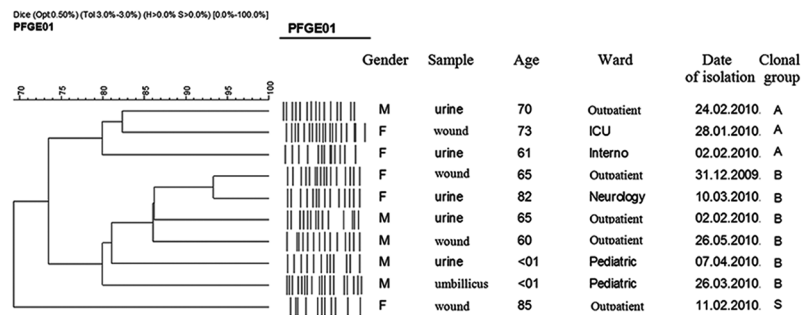 Dice (Opt:0.50%) (Tol 3.0%-3.0%) (H>0.0% S>0.0%) [0.0%-100.0%]
PFGE01 PFGE01
Gender Sample Age Ward Date of isolation Clonal group
70 75 80 85 90 95 100
M urine 70 Outpatient 24.02.2010. A
F wound 73 ICU 28.01.2010. A
F urine 61 Interno 02.02.2010. A
F wound 65 Outpatient 31.12.2009. B
F urine 82 Neurology 10.03.2010. B
M urine 65 Outpatient 02.02.2010. B
M wound 60 Outpatient 26.05.2010. B
M urine <01 Pediatric 07.04.2010. B
M umbillicus <01 Pediatric 26.03.2010. B
F wound 85 Outpatient 11.02.2010. S